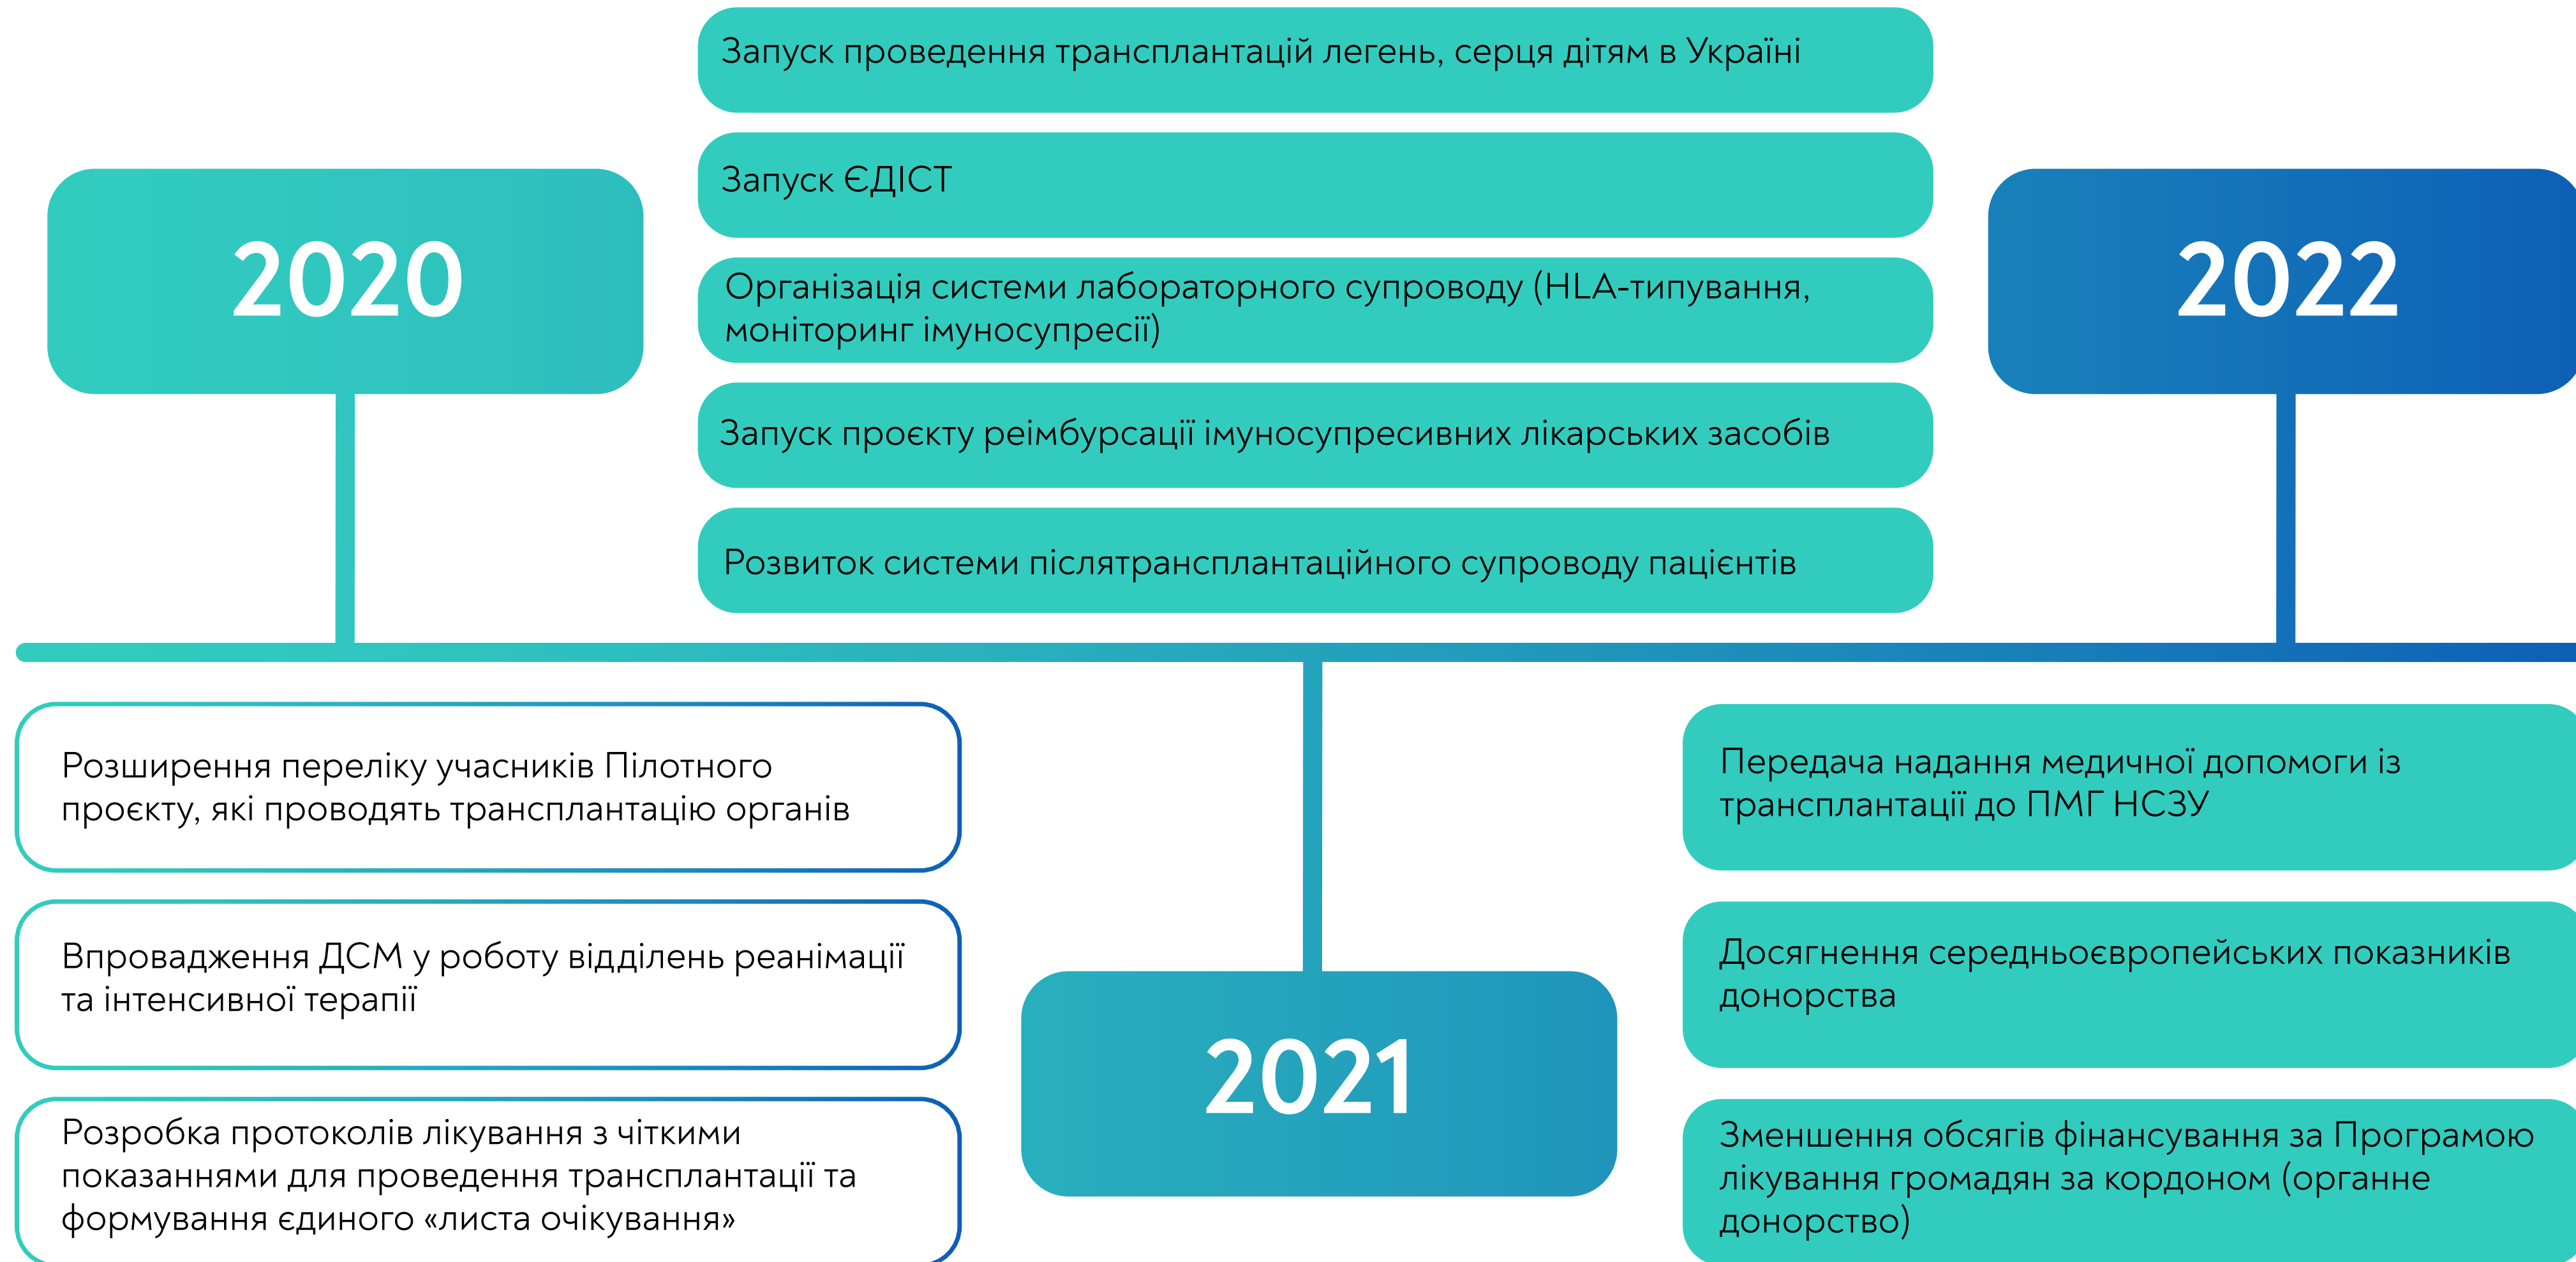 Запуск проведення трансплантацій легень, серця дітям в Україні
Запуск ЄДІСТ
Організація системи лабораторного супроводу (HLA-типування,
моніторинг імуносупресії)
Запуск проєкту реімбурсації імуносупресивних лікарських засобів
Розвиток системи післятрансплантаційного супроводу пацієнтів
2020
2022
Розширення переліку учасників Пілотного
проєкту, які проводять трансплантацію органів
Впровадження ДСМ у роботу відділень реанімації
та інтенсивної терапії
Розробка протоколів лікування з чіткими
показаннями для проведення трансплантації та
формування єдиного «листа очікування»
2021
Передача надання медичної допомоги із
трансплантації до ПМГ НСЗУ
Досягнення середньоєвропейських показників
донорства
Зменшення обсягів фінансування за Програмою
лікування громадян за кордоном (органне
донорство)